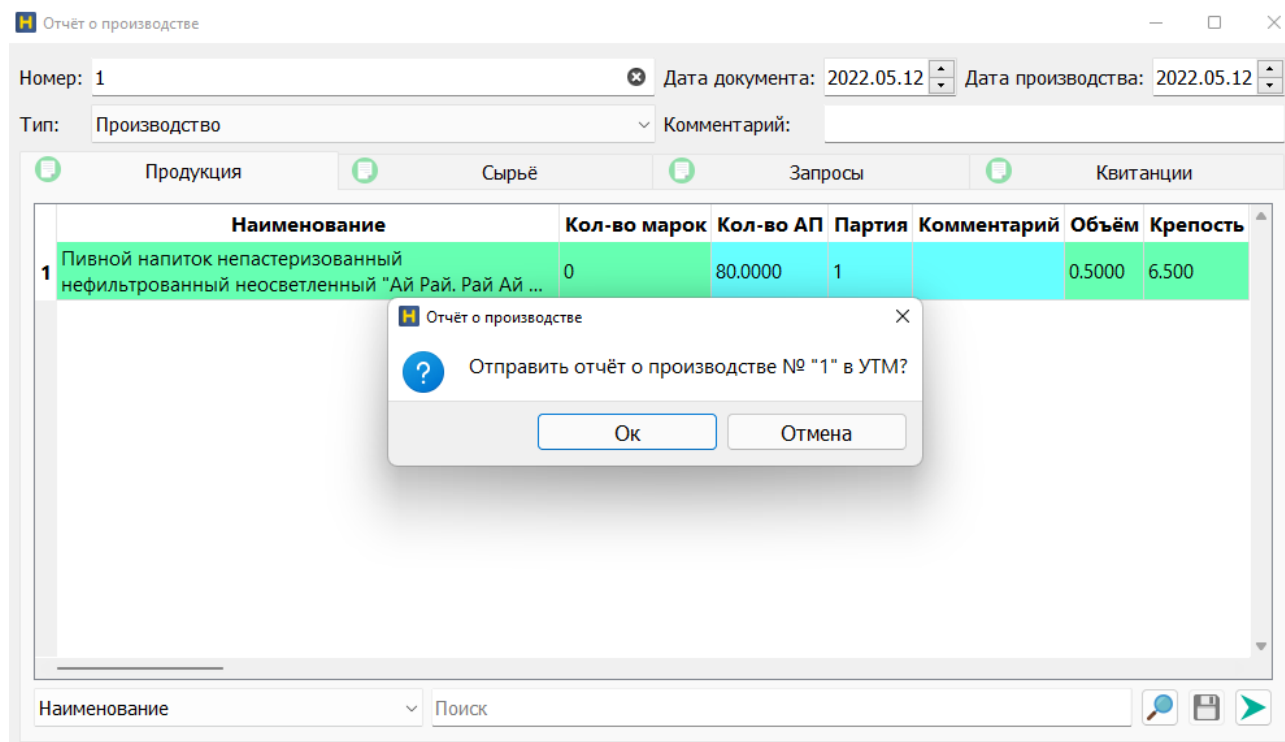 Отчёт о производстве
Номер: 1 Дата документа: 2022.05.12 Дата производства: 2022.05.12
Тип: Производство Комментарий:
Продукция Сырьё Запросы Квитанции
Наименование Кол-во марок Кол-во АП Партия Комментарий Объём Крепость
1 Пивной напиток непастеризованный
нефильтрованный неосветленный "Ай Рай. Рай Ай ... 0 80.0000 1 0.5000 6.500
Отчёт о производстве
Отправить отчёт о производстве № "1" в УТМ?
Ок Отмена
Наименование Поиск